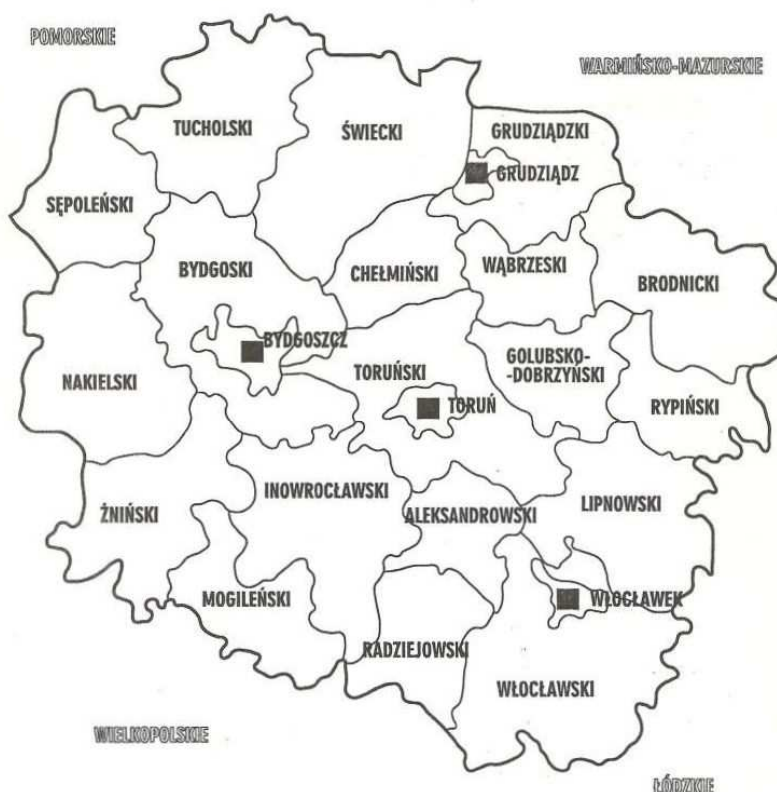 POMORSKIE
WARMIŃSKO-MAZURSKIE
TUCHOLSKI
ŚWIECKI
GRUDZIĄDZKI
GRUDZIĄDZ
SĘPOLEŃSKI
BYDGOSKI
CHEŁMIŃSKI
WĄBRZESKI
BRODNICKI
BYDGOSZCZ
NAKIELSKI
TORUŃSKI
GOLUBSKO-
-DOBRZYŃSKI
TORUŃ
RYPIŃSKI
ŻNIŃSKI
INOWROCŁAWSKI
ALEKSANDROWSKI
LIPNOWSKI
MOGILEŃSKI
WŁOCŁAWEK
RADZIEJOWSKI
WŁOCŁAWSKI
WIELKOPOLSKIE
ŁÓDZKIE